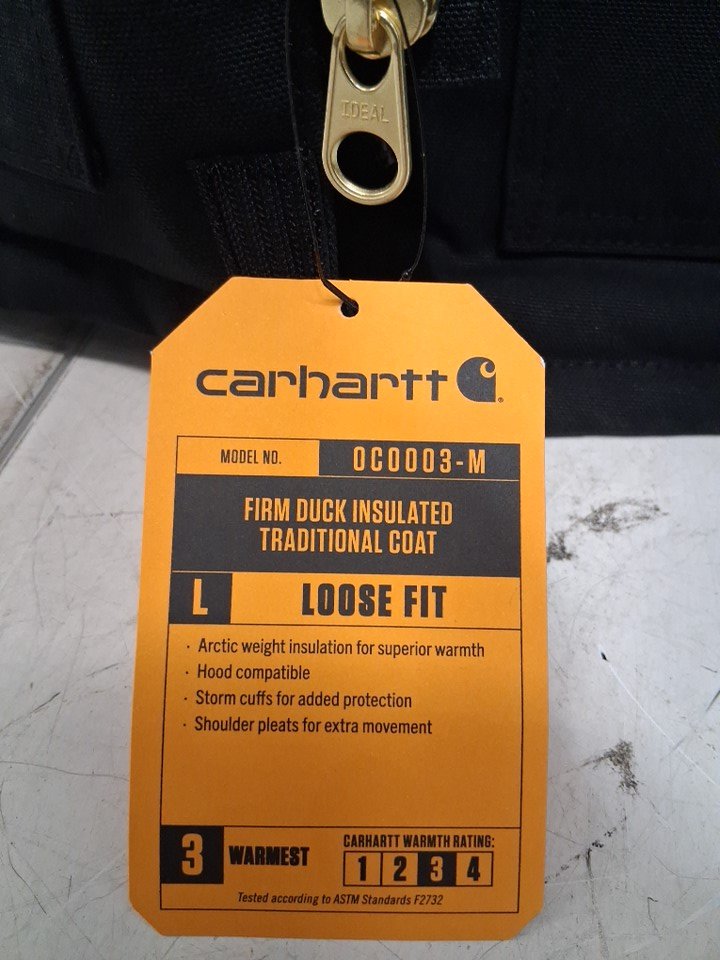 IDEAL
carhartt
MODEL NO. OC0003-M
FIRM DUCK INSULATED
TRADITIONAL COAT
L LOOSE FIT
· Arctic weight insulation for superior warmth
· Hood compatible
· Storm cuffs for added protection
· Shoulder pleats for extra movement
3 WARMEST
CARHARTT WARMTH RATING:
1 2 3 4
Tested according to ASTM Standards F2732